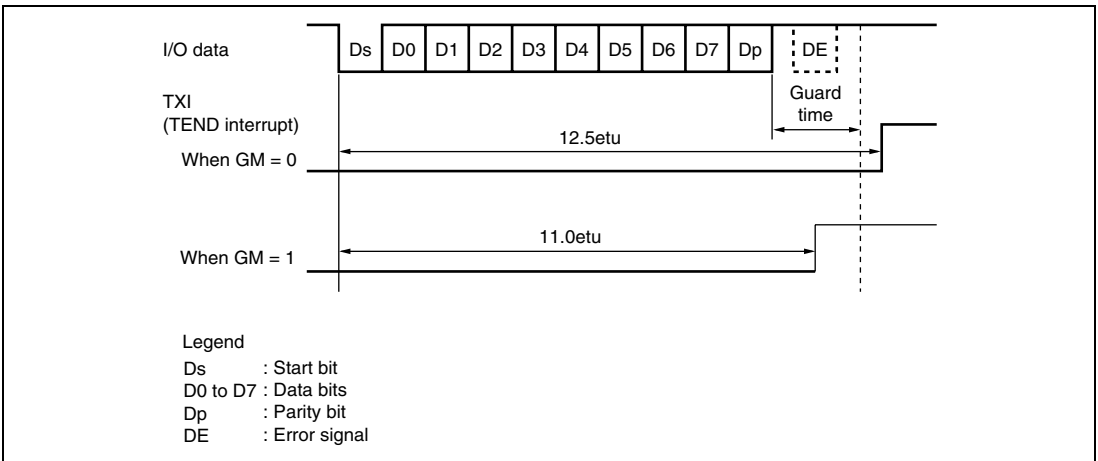 I/O data
Ds D0 D1 D2 D3 D4 D5 D6 D7 Dp DE
Guard
time
TXI
(TEND interrupt)
12.5etu
When GM = 0
11.0etu
When GM = 1
Legend
Ds : Start bit
D0 to D7 : Data bits
Dp : Parity bit
DE : Error signal